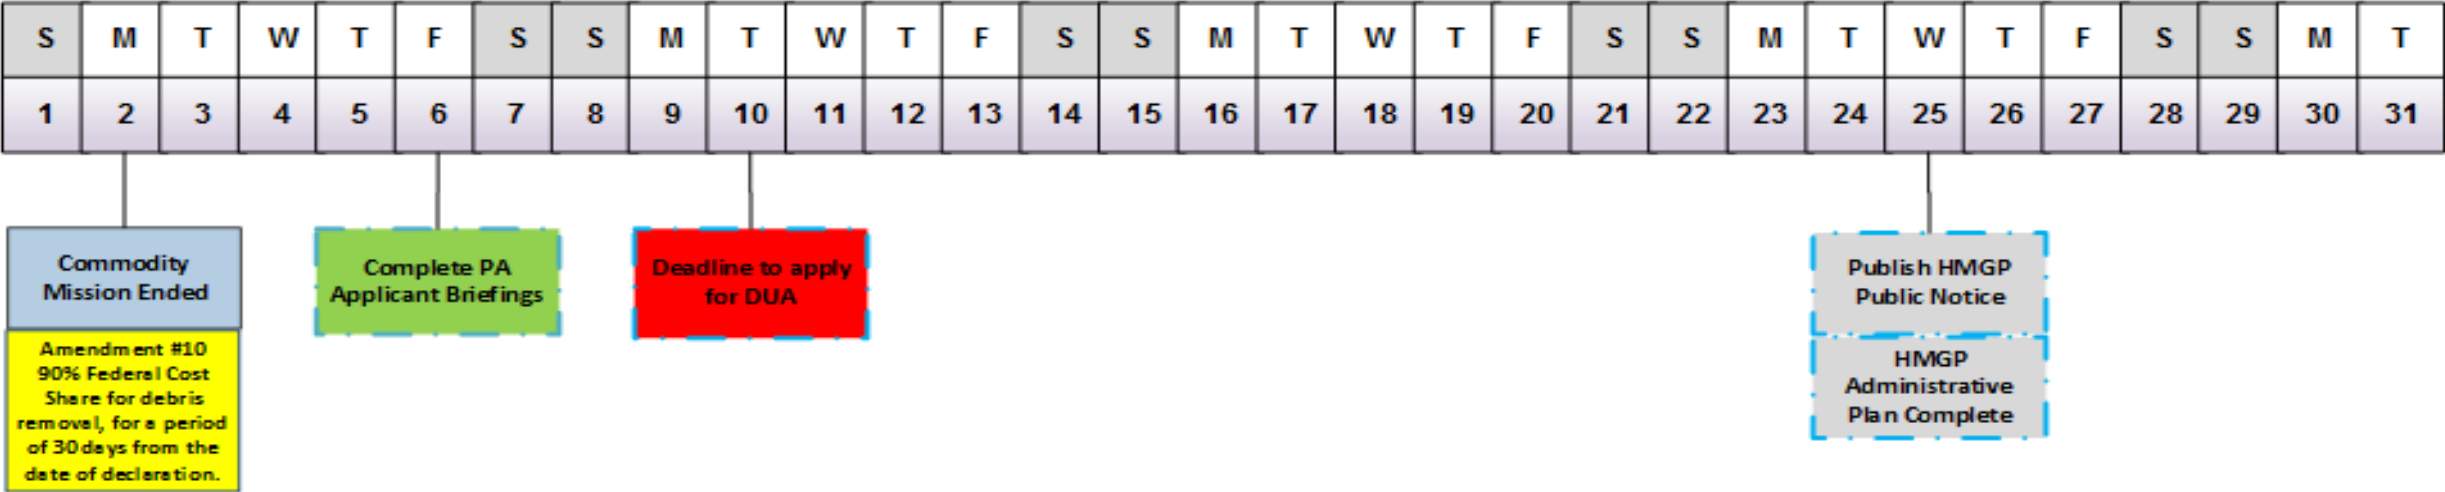 S M T W T F S S M T W T F S S M T W T F S S M T W T F S S M T
1 2 3 4 5 6 7 8 9 10 11 12 13 14 15 16 17 18 19 20 21 22 23 24 25 26 27 28 29 30 31
Commodity
Mission Ended
Amendment #10
90% Federal Cost
Share for debris
removal, for a period
of 30 days from the
date of declaration.
Complete PA
Applicant Briefings
Deadline to apply
for DUA
Publish HMGP
Public Notice
HMGP
Administrative
Plan Complete